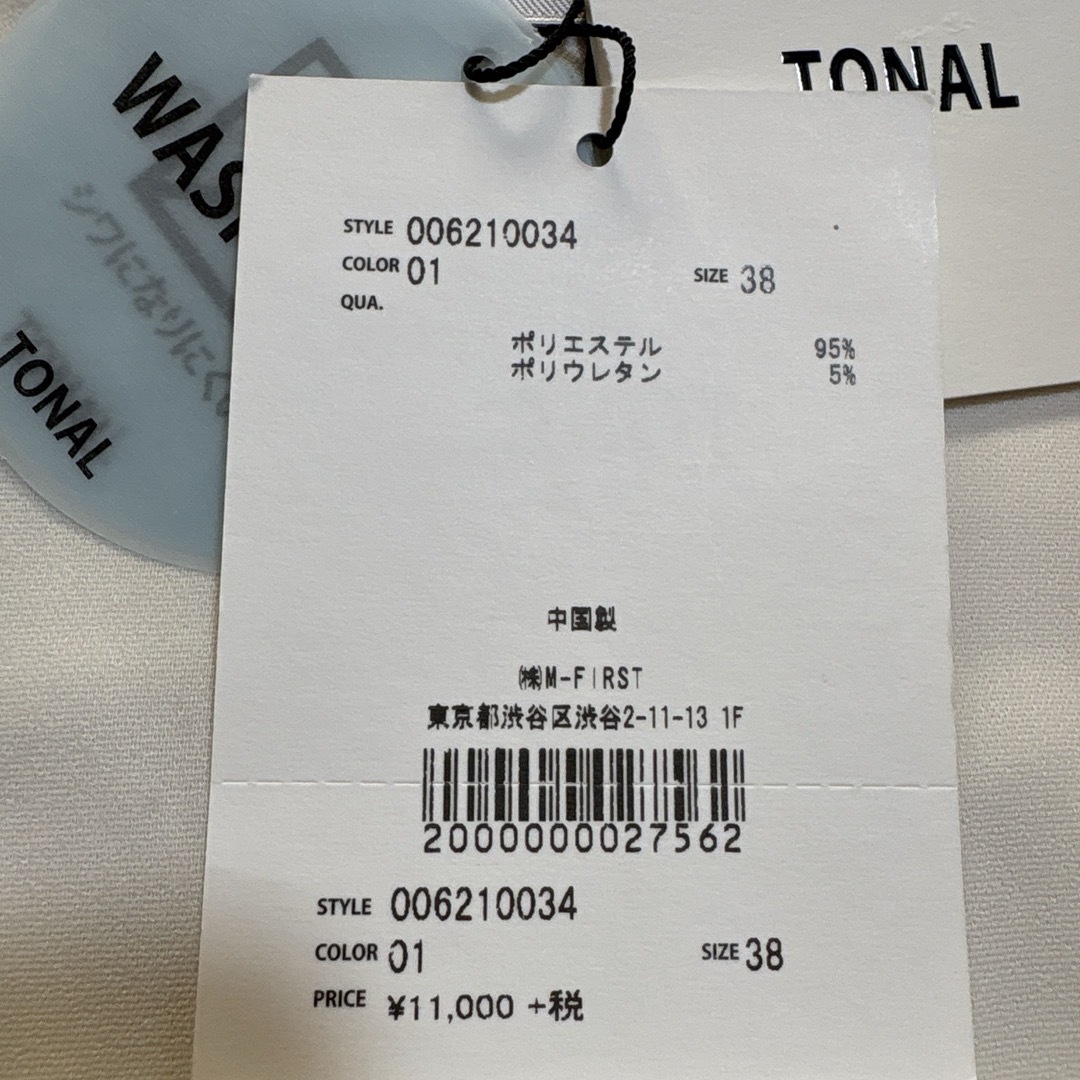 WAS
シワになりにく
TONAL
TONAL
STYLE 006210034
COLOR 01 SIZE 38
QUA.
ポリエステル 95%
ポリウレタン 5%
中国製
㈱M-FIRST
東京都渋谷区渋谷2-11-13 1F
2000000027562
STYLE 006210034
COLOR 01 SIZE 38
PRICE ¥11,000 +税